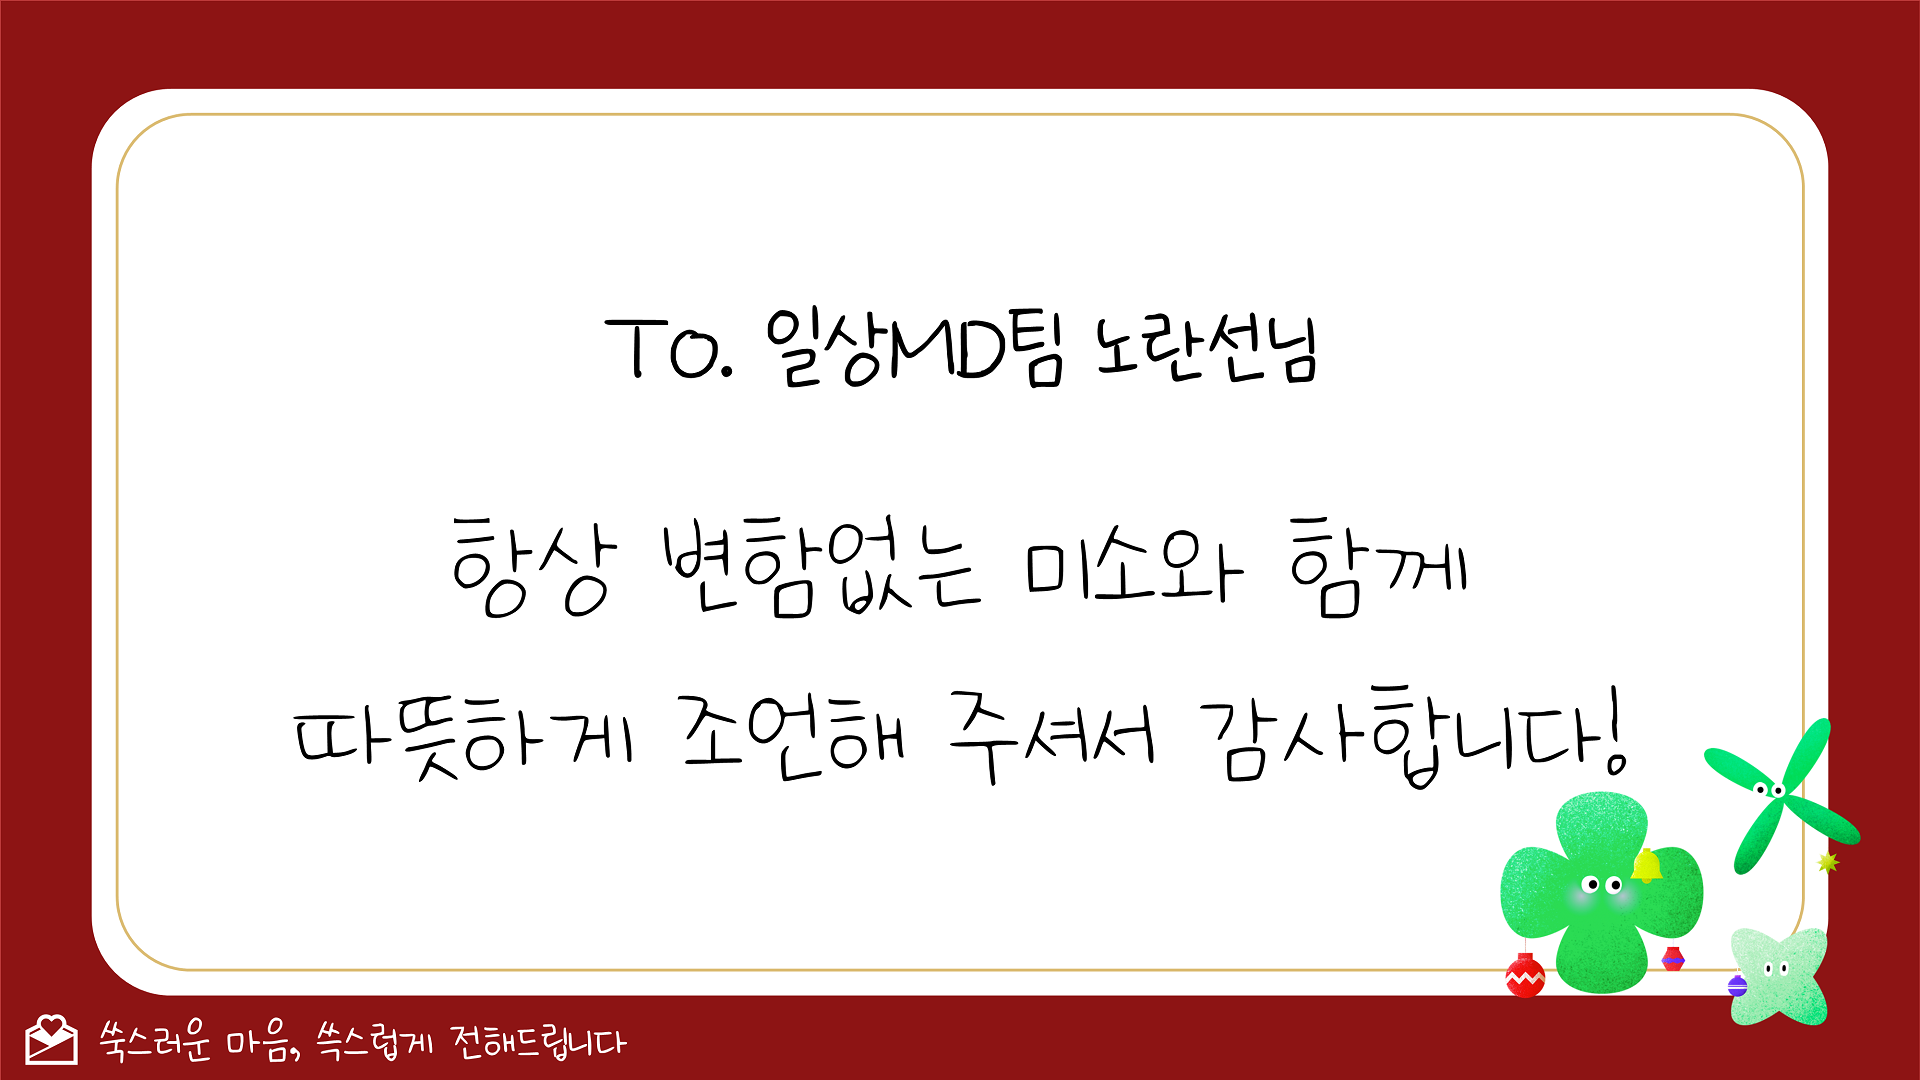 To. 일상MD팀 노란선님
항상 변함없는 미소와 함께
따뜻하게 조언해 주셔서 감사합니다!
쑥스러운 마음, 쓱스럽게 전해드립니다